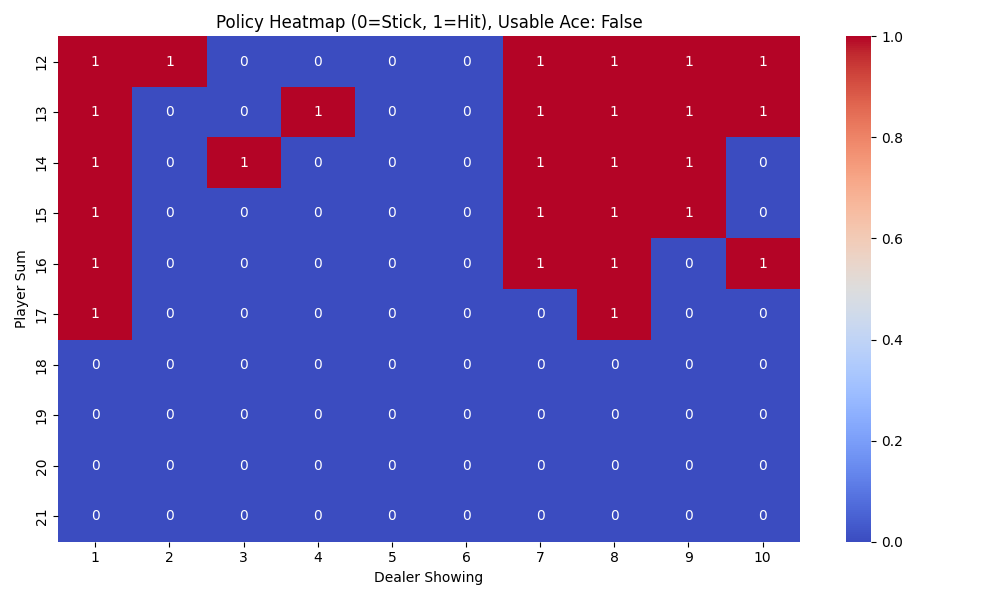 Policy Heatmap (0=Stick, 1=Hit), Usable Ace: False
Player Sum
12 1 1 0 0 0 0 1 1 1 1
13 1 0 0 1 0 0 1 1 1 1
14 1 0 1 0 0 0 1 1 1 0
15 1 0 0 0 0 0 1 1 1 0
16 1 0 0 0 0 0 1 1 0 1
17 1 0 0 0 0 0 0 1 0 0
18 0 0 0 0 0 0 0 0 0 0
19 0 0 0 0 0 0 0 0 0 0
20 0 0 0 0 0 0 0 0 0 0
21 0 0 0 0 0 0 0 0 0 0
1 2 3 4 5 6 7 8 9 10
Dealer Showing
1.0
0.8
0.6
0.4
0.2
0.0